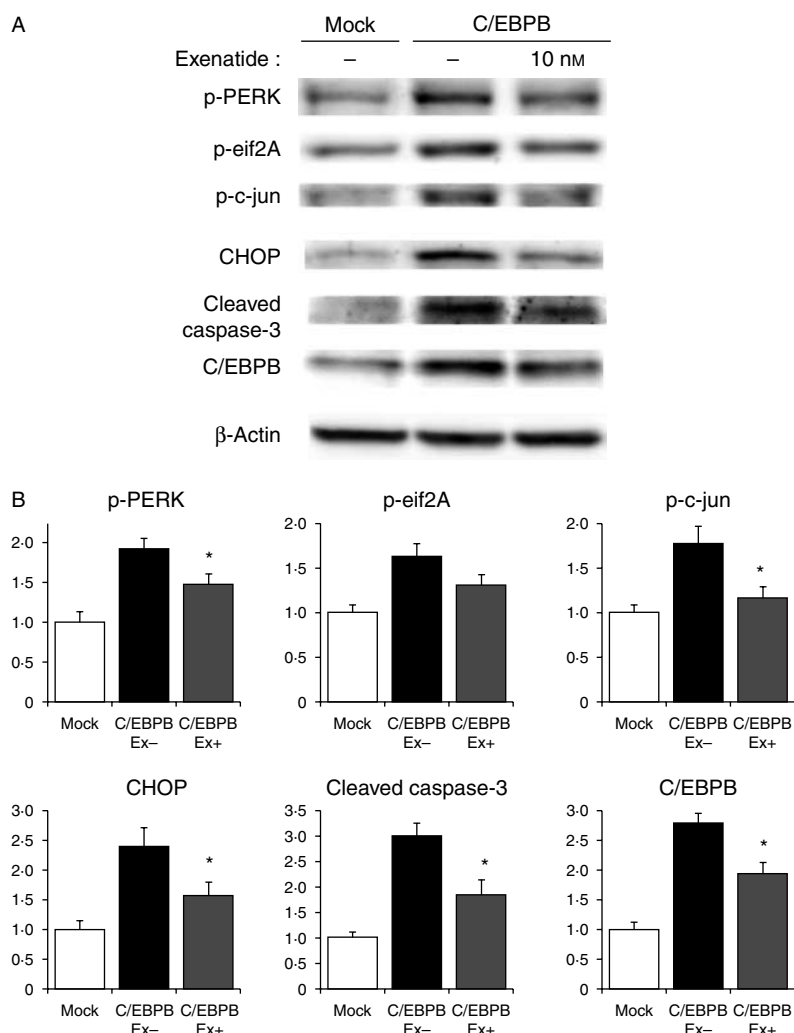 A
Mock C/EBPB
Exenatide : – – 10 nM
p-PERK
p-eif2A
p-c-jun
CHOP
Cleaved
caspase-3
C/EBPB
β-Actin
B
p-PERK p-eif2A p-c-jun
2·0
1·5
1·0
0·5
0
*
Mock C/EBPB C/EBPB
Ex– Ex+
2·0
1·5
1·0
0·5
0
Mock C/EBPB C/EBPB
Ex– Ex+
2·0
1·5
1·0
0·5
0
*
Mock C/EBPB C/EBPB
Ex– Ex+
CHOP Cleaved caspase-3 C/EBPB
3·0
2·5
2·0
1·5
1·0
0·5
0
*
Mock C/EBPB C/EBPB
Ex– Ex+
3·5
3·0
2·5
2·0
1·5
1·0
0·5
0
*
Mock C/EBPB C/EBPB
Ex– Ex+
3·0
2·5
2·0
1·5
1·0
0·5
0
*
Mock C/EBPB C/EBPB
Ex– Ex+